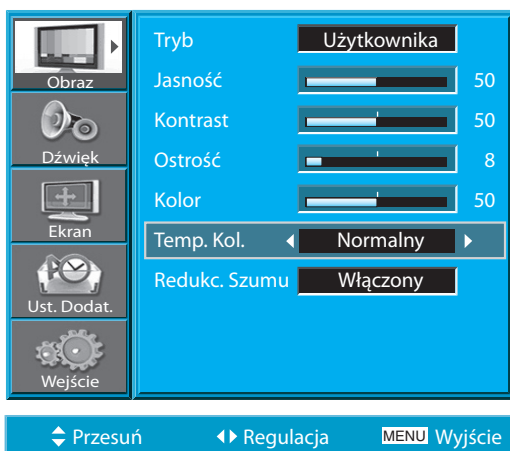 Obraz
Dźwięk
Ekran
Ust. Dodat.
Wejście
Tryb Użytkownika
Jasność 50
Kontrast 50
Ostrość 8
Kolor 50
Temp. Kol. Normalny
Redukc. Szumu Włączony
Przesuń Regulacja MENU Wyjście